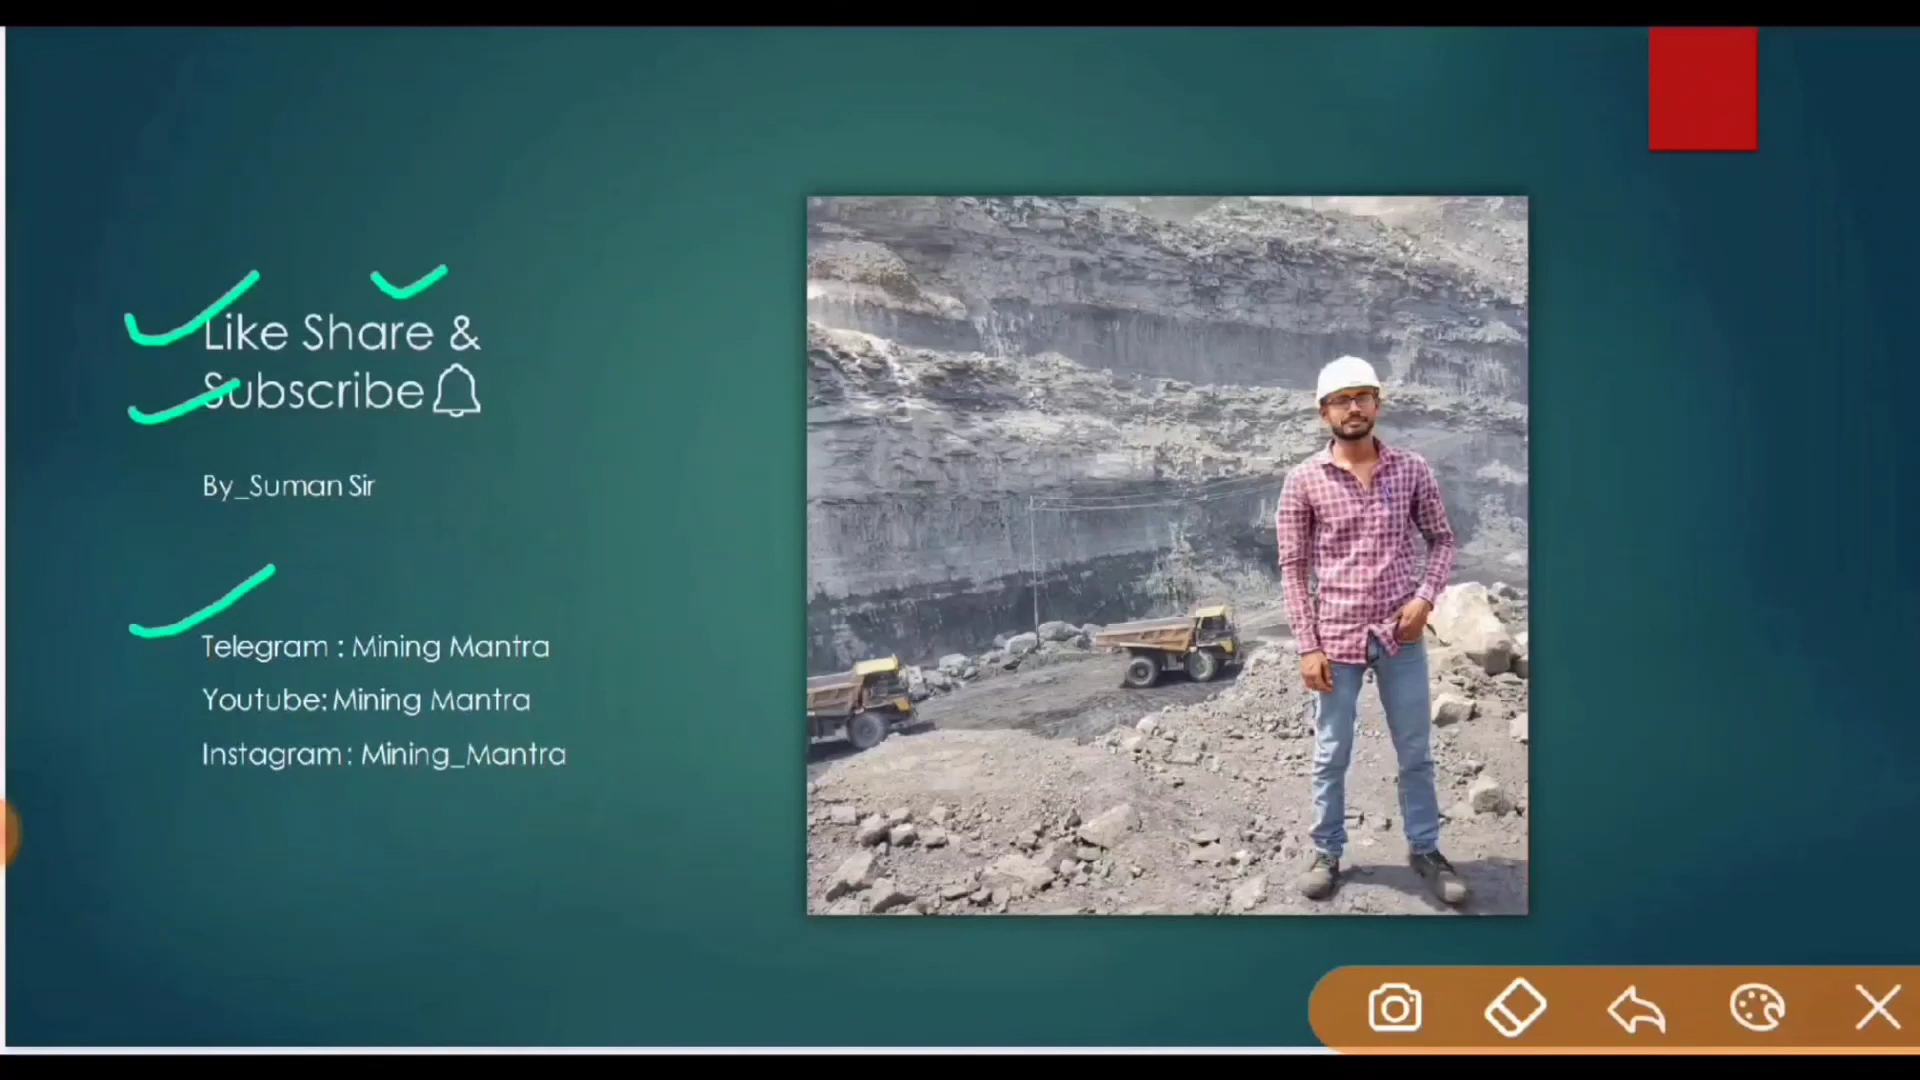 Like Share &
Subscribe
By_Suman Sir
Telegram : Mining Mantra
Youtube: Mining Mantra
Instagram: Mining_Mantra